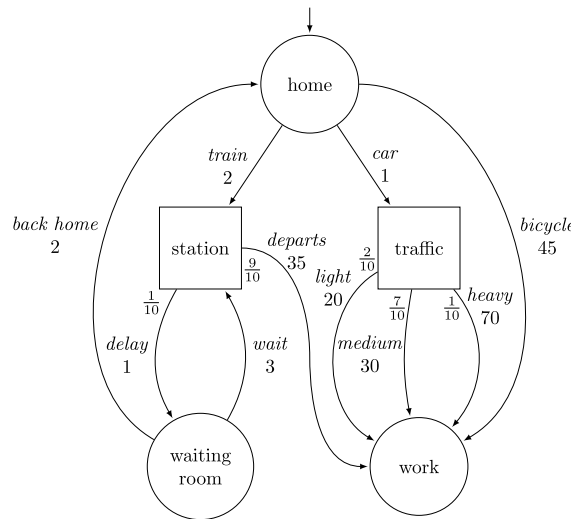 home
train
2
car
1
back home
2
bicycle
45
station
departs
35
9/10
traffic
2/10
light
20
1/10
7/10
1/10
heavy
70
delay
1
wait
3
medium
30
waiting
room
work